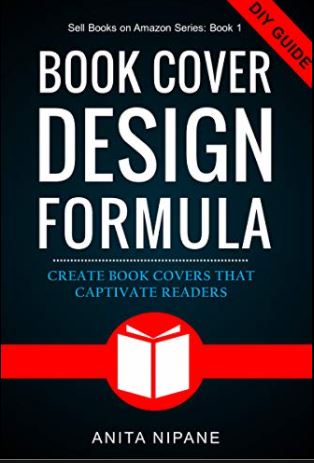 Sell Books on Amazon Series: Book 1
DIY GUIDE
BOOK COVER
DESIGN
FORMULA
CREATE BOOK COVERS THAT
CAPTIVATE READERS
ANITA NIPANE